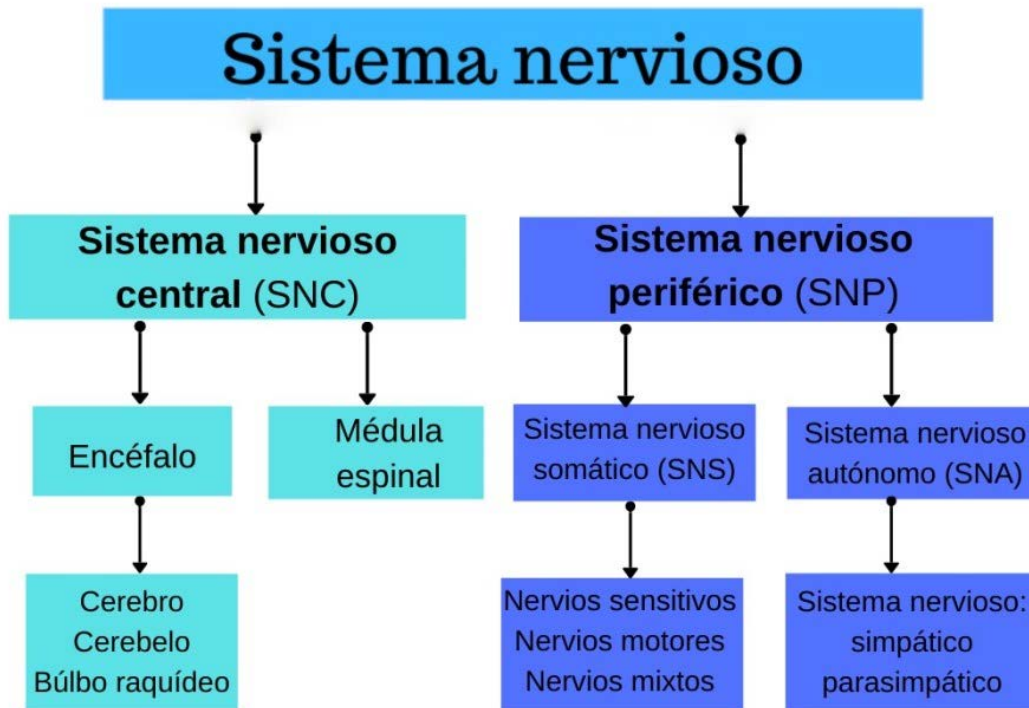 Sistema nervioso
Sistema nervioso
central (SNC)
Sistema nervioso
periférico (SNP)
Encéfalo
Médula
espinal
Sistema nervioso
somático (SNS)
Sistema nervioso
autónomo (SNA)
Cerebro
Cerebelo
Búlbo raquídeo
Nervios sensitivos
Nervios motores
Nervios mixtos
Sistema nervioso:
simpático
parasimpático